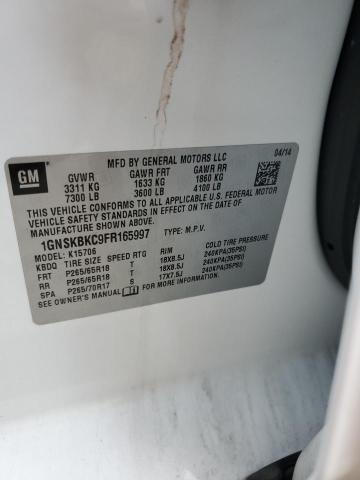 GM
MFD BY GENERAL MOTORS LLC 04/14
GVWR GAWR FRT GAWR RR
3311 KG 1633 KG 1860 KG
7300 LB 3600 LB 4100 LB
THIS VEHICLE CONFORMS TO ALL APPLICABLE U.S. FEDERAL MOTOR
VEHICLE SAFETY STANDARDS IN EFFECT ON THE DATE OF
MANUFACTURE SHOWN ABOVE.
1GNSKBKC9FR165997 TYPE: M.P.V.
MODEL: K15706
KBDQ TIRE SIZE SPEED RTG RIM COLD TIRE PRESSURE
FRT P265/65R18 T 18X8.5J 240KPA(35PSI)
RR P265/65R18 T 18X8.5J 240KPA(35PSI)
SPA P265/70R17 S 17X7.5J 240KPA(35PSI)
SEE OWNER'S MANUAL